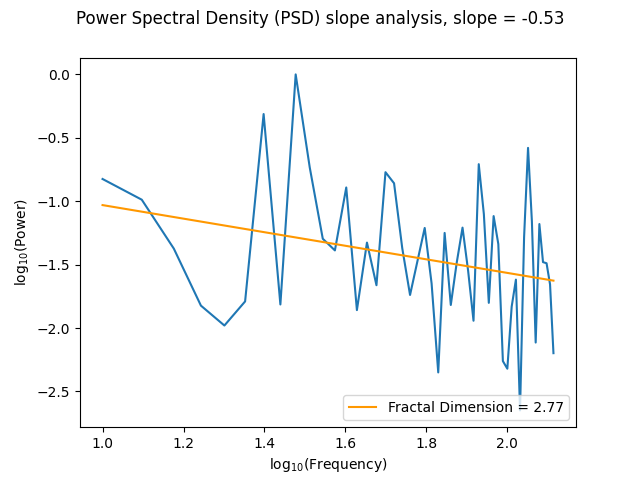 Power Spectral Density (PSD) slope analysis, slope = -0.53
0.0
−0.5
−1.0
−1.5
−2.0
−2.5
log₁₀(Power)
Fractal Dimension = 2.77
1.0 1.2 1.4 1.6 1.8 2.0
log₁₀(Frequency)